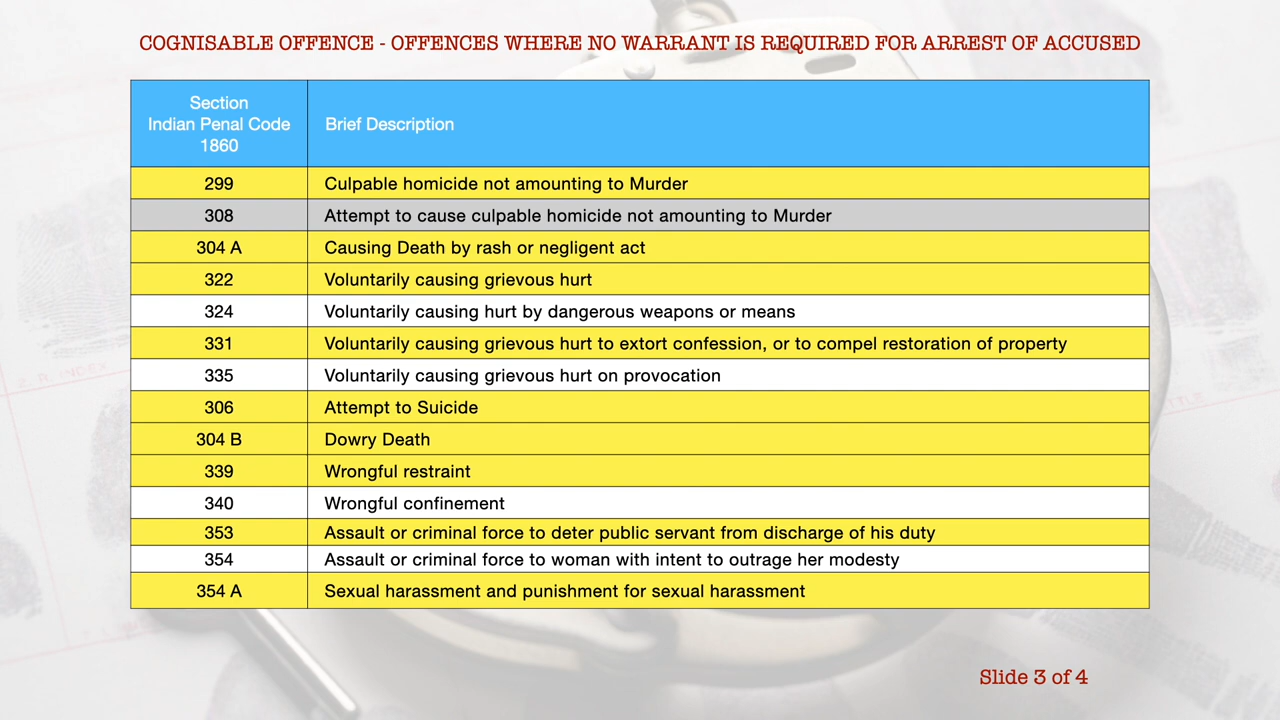 COGNISABLE OFFENCE - OFFENCES WHERE NO WARRANT IS REQUIRED FOR ARREST OF ACCUSED
Section
Indian Penal Code
1860
Brief Description
299 Culpable homicide not amounting to Murder
308 Attempt to cause culpable homicide not amounting to Murder
304 A Causing Death by rash or negligent act
322 Voluntarily causing grievous hurt
324 Voluntarily causing hurt by dangerous weapons or means
331 Voluntarily causing grievous hurt to extort confession, or to compel restoration of property
335 Voluntarily causing grievous hurt on provocation
306 Attempt to Suicide
304 B Dowry Death
339 Wrongful restraint
340 Wrongful confinement
353 Assault or criminal force to deter public servant from discharge of his duty
354 Assault or criminal force to woman with intent to outrage her modesty
354 A Sexual harassment and punishment for sexual harassment
Slide 3 of 4